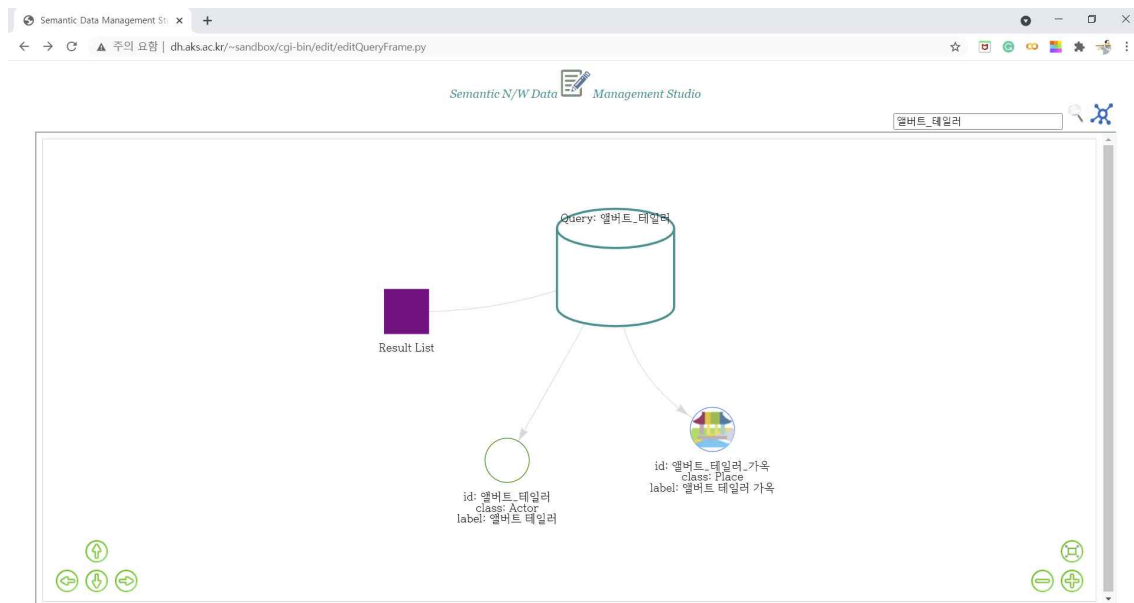 Semantic Data Management St
주의 요함 | dh.aks.ac.kr/~sandbox/cgi-bin/edit/editQueryFrame.py
Semantic N/W Data Management Studio
앨버트_테일러
Query: 앨버트_테일러
Result List
id: 앨버트_테일러_가옥
class: Place
label: 앨버트 테일러 가옥
id: 앨버트_테일러
class: Actor
label: 앨버트 테일러